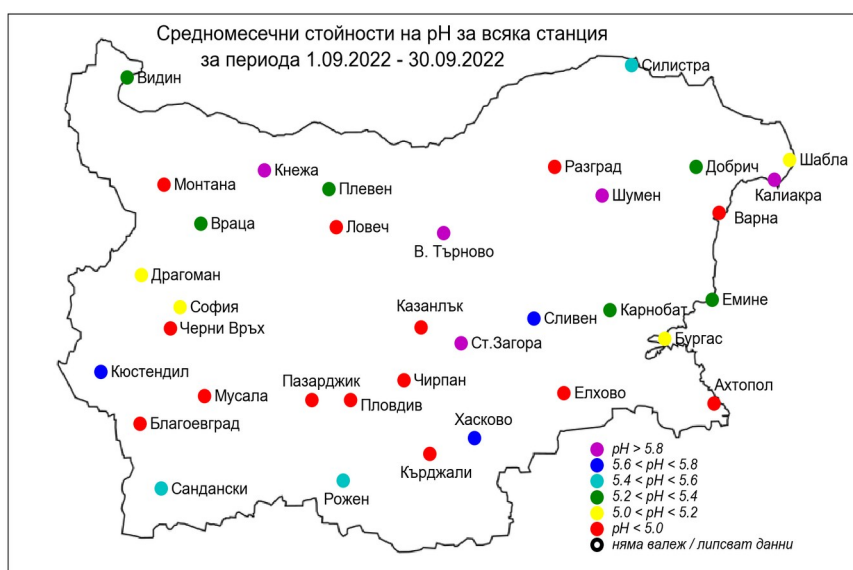 Средномесечни стойности на pH за всяка станция
за периода 1.09.2022 - 30.09.2022
Силистра
Видин
Шабла
Разград
Добрич
Кнежа
Калиакра
Монтана
Плевен
Шумен
Варна
Враца
Ловеч
В. Търново
Драгоман
Емине
София
Казанлък
Карнобат
Сливен
Черни Връх
Бургас
Ст.Загора
Кюстендил
Пазарджик
Чирпан
Ахтопол
Мусала
Елхово
Пловдив
Хасково
Благоевград
Кърджали
Сандански
Рожен
pH > 5.8
5.6 < pH < 5.8
5.4 < pH < 5.6
5.2 < pH < 5.4
5.0 < pH < 5.2
pH < 5.0
няма валеж / липсват данни